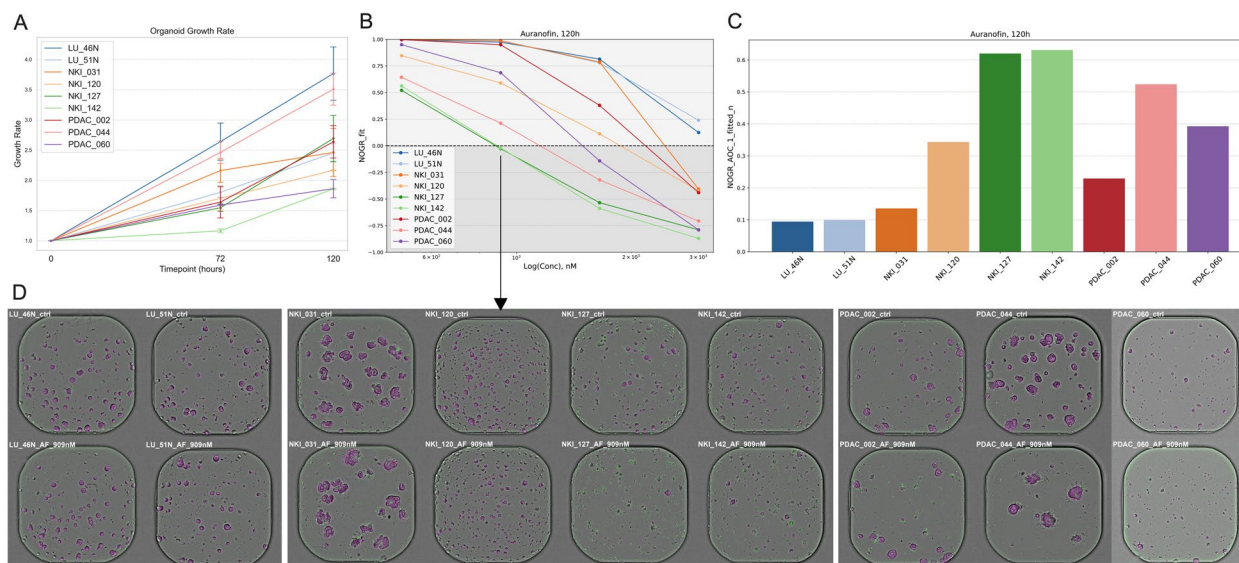 A
Organoid Growth Rate
LU_46N
LU_51N
NKI_031
NKI_120
NKI_127
NKI_142
PDAC_002
PDAC_044
PDAC_060
4.0
3.5
3.0
2.5
2.0
1.5
1.0
Growth Rate
0
72
120
Timepoint (hours)
B
Auranofin, 120h
1.00
0.75
0.50
0.25
0.00
−0.25
−0.50
−0.75
−1.00
NOGR_fit
LU_46N
LU_51N
NKI_031
NKI_120
NKI_127
NKI_142
PDAC_002
PDAC_044
PDAC_060
Log(Conc), nM
C
Auranofin, 120h
0.6
0.5
0.4
0.3
0.2
0.1
0.0
NOGR_AOC_1_fitted_n
LU_46N
LU_51N
NKI_031
NKI_120
NKI_127
NKI_142
PDAC_002
PDAC_044
PDAC_060
D
LU_46N_ctrl
LU_51N_ctrl
NKI_031_ctrl
NKI_120_ctrl
NKI_127_ctrl
NKI_142_ctrl
PDAC_002_ctrl
PDAC_044_ctrl
PDAC_060_ctrl
LU_46N_AF_909nM
LU_51N_AF_909nM
NKI_031_AF_909nM
NKI_120_AF_909nM
NKI_127_AF_909nM
NKI_142_AF_909nM
PDAC_002_AF_909nM
PDAC_044_AF_909nM
PDAC_060_AF_909nM